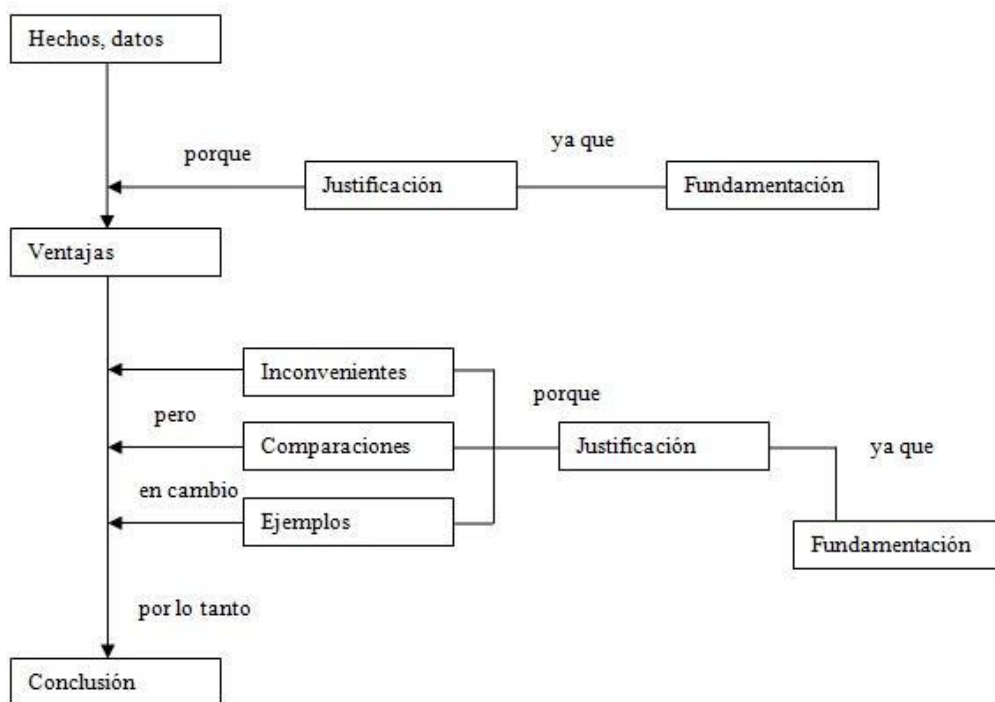 Hechos, datos
ya que
porque
Justificación
Fundamentación
Ventajas
Inconvenientes
porque
pero
Comparaciones
Justificación
ya que
en cambio
Ejemplos
Fundamentación
por lo tanto
Conclusión